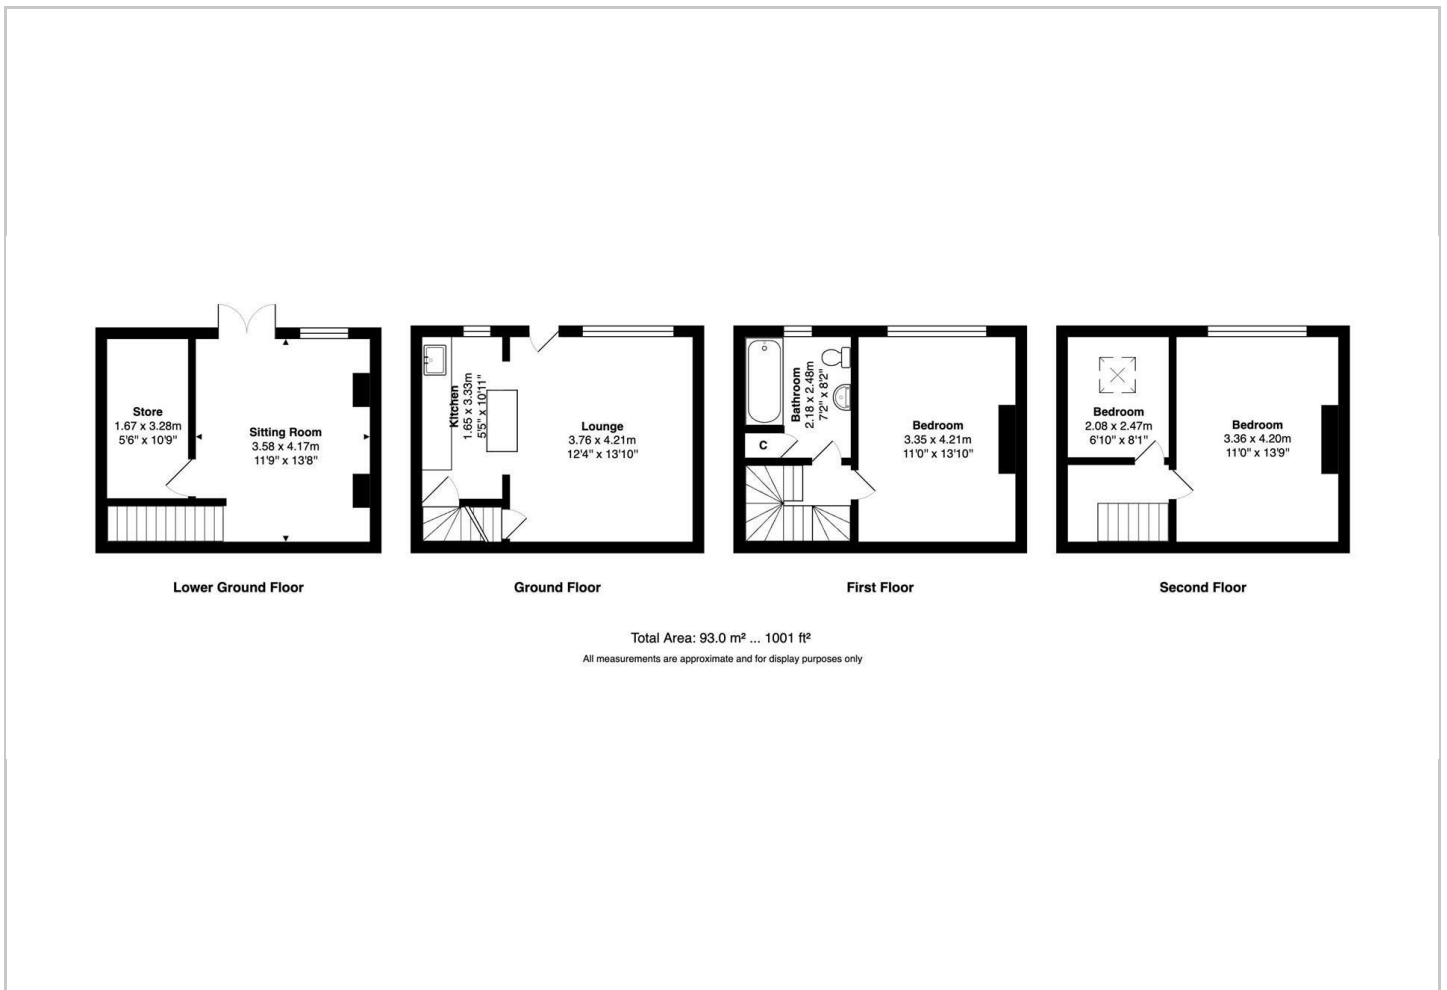 Store
1.67 x 3.28m
5'6" x 10'9"
Sitting Room
3.58 x 4.17m
11'9" x 13'8"
Lower Ground Floor
Kitchen
1.65 x 3.33m
5'5" x 10'11"
Lounge
3.76 x 4.21m
12'4" x 13'10"
Ground Floor
Bathroom
2.18 x 2.48m
7'2" x 8'2"
C
Bedroom
3.35 x 4.21m
11'0" x 13'10"
First Floor
Bedroom
2.08 x 2.47m
6'10" x 8'1"
Bedroom
3.36 x 4.20m
11'0" x 13'9"
Second Floor
Total Area: 93.0 m² ... 1001 ft²
All measurements are approximate and for display purposes only